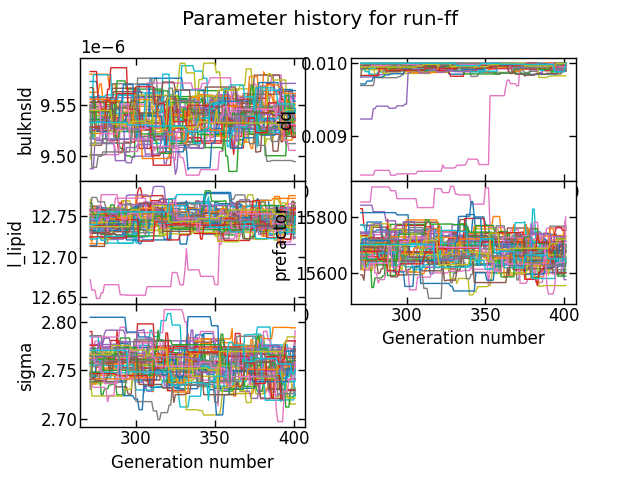 Parameter history for run-ff
1e−6
bulknsld
9.55
9.50
dq
0.010
0.009
l_lipid
12.75
12.70
12.65
prefactor
15800
15600
300
350
400
Generation number
sigma
2.80
2.75
2.70
300
350
400
Generation number